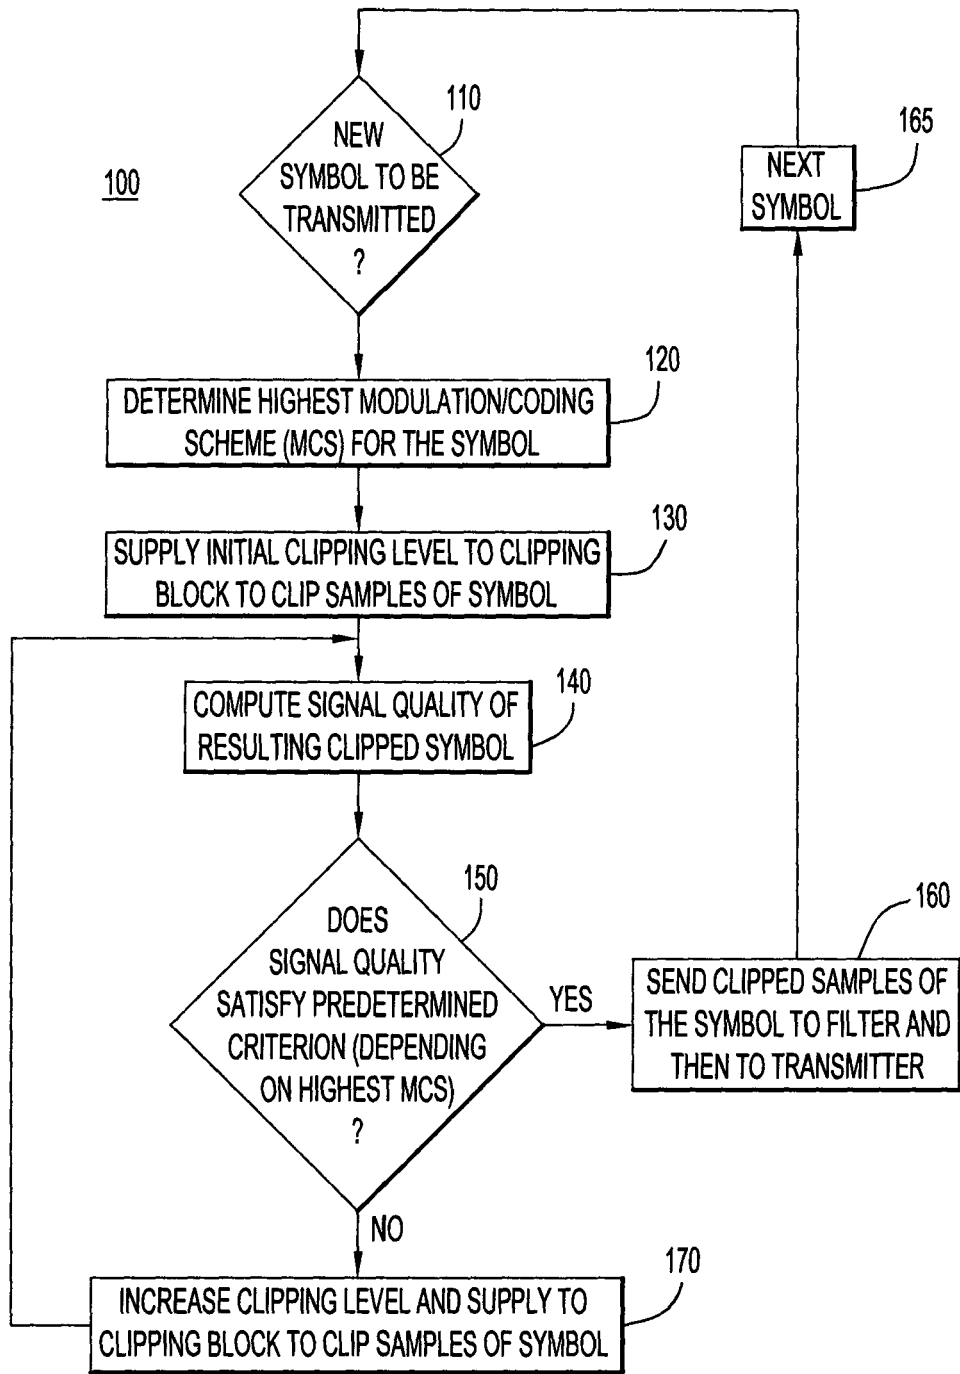 100
110
NEW
SYMBOL TO BE
TRANSMITTED
?
165
NEXT
SYMBOL
120
DETERMINE HIGHEST MODULATION/CODING
SCHEME (MCS) FOR THE SYMBOL
130
SUPPLY INITIAL CLIPPING LEVEL TO CLIPPING
BLOCK TO CLIP SAMPLES OF SYMBOL
140
COMPUTE SIGNAL QUALITY OF
RESULTING CLIPPED SYMBOL
150
DOES
SIGNAL QUALITY
SATISFY PREDETERMINED
CRITERION (DEPENDING
ON HIGHEST MCS)
?
YES
160
SEND CLIPPED SAMPLES OF
THE SYMBOL TO FILTER AND
THEN TO TRANSMITTER
NO
170
INCREASE CLIPPING LEVEL AND SUPPLY TO
CLIPPING BLOCK TO CLIP SAMPLES OF SYMBOL